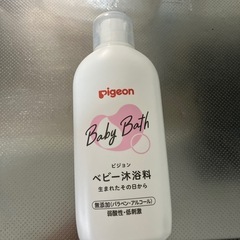 pigeon
Baby Bath
ピジョン
ベビー沐浴料
生まれたその日から
無添加(パラベン・アルコール)
弱酸性・低刺激